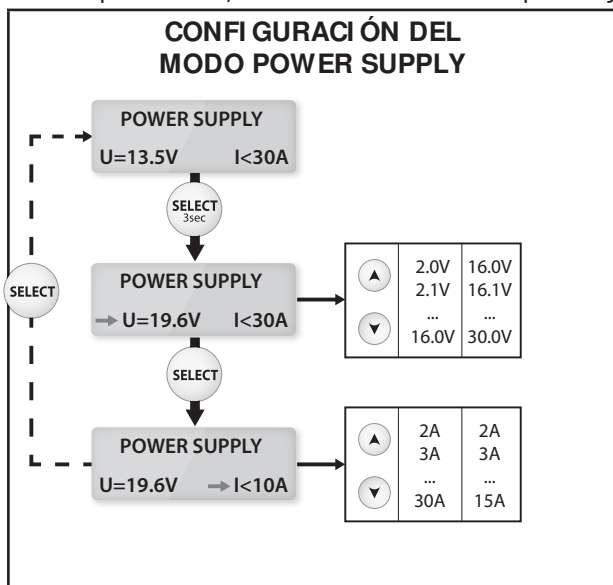 CONFIGURACIÓN DEL
MODO POWER SUPPLY
POWER SUPPLY
U=13.5V I<30A
SELECT
3sec
SELECT
POWER SUPPLY
→ U=19.6V I<30A
2.0V 16.0V
2.1V 16.1V
... ...
16.0V 30.0V
SELECT
POWER SUPPLY
U=19.6V → I<10A
2A 2A
3A 3A
... ...
30A 15A